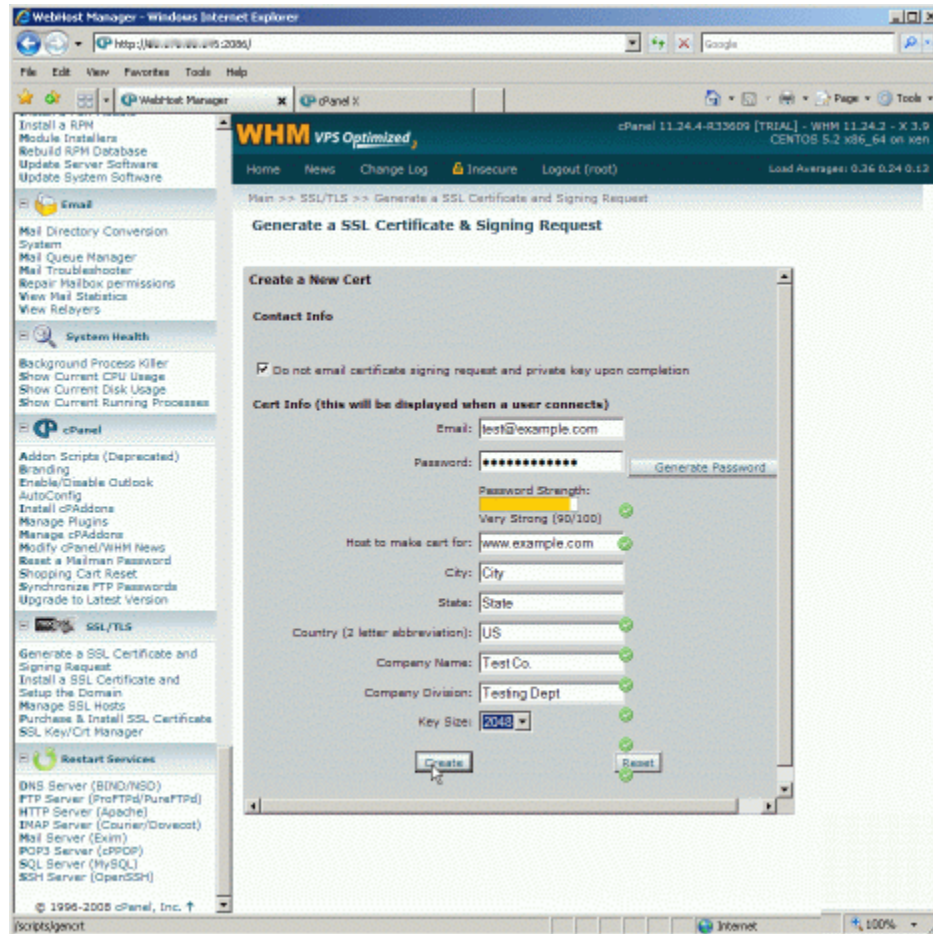 WebHost Manager - Windows Internet Explorer
Google
File Edit View Favorites Tools Help
WebHost Manager
cPanel X
Page
Tools
Install a RPM
Module Installers
Rebuild RPM Database
Update Server Software
Update System Software
Email
Mail Directory Conversion
System
Mail Queue Manager
Mail Troubleshooter
Repair Mailbox permissions
View Mail Statistics
View Relayers
System Health
Background Process Killer
Show Current CPU Usage
Show Current Disk Usage
Show Current Running Processes
cPanel
Addon Scripts (Deprecated)
Branding
Enable/Disable Outlook
AutoConfig
Install cPAddons
Manage Plugins
Manage cPAddons
Modify cPanel/WHM News
Reset a Mailman Password
Shopping Cart Reset
Synchronize FTP Passwords
Upgrade to Latest Version
SSL/TLS
Generate a SSL Certificate and
Signing Request
Install a SSL Certificate and
Setup the Domain
Manage SSL Hosts
Purchase & Install SSL Certificate
SSL Key/Crt Manager
Restart Services
DNS Server (BIND/NSD)
FTP Server (ProFTPd/PureFTPd)
HTTP Server (Apache)
IMAP Server (Courier/Dovecot)
Mail Server (Exim)
POP3 Server (cPPOP)
SQL Server (MySQL)
SSH Server (OpenSSH)
© 1996-2008 cPanel, Inc.
WHM VPS Optimized 2
cPanel 11.24.4-R33609 [TRIAL] - WHM 11.24.2 - X 3.9
CENTOS 5.2 x86_64 on xen
Home News Change Log Insecure Logout (root)
Load Averages: 0.36 0.24 0.12
Main >> SSL/TLS >> Generate a SSL Certificate and Signing Request
Generate a SSL Certificate & Signing Request
Create a New Cert
Contact Info
Do not email certificate signing request and private key upon completion
Cert Info (this will be displayed when a user connects)
Email: test@example.com
Password:
Generate Password
Password Strength:
Very Strong (90/100)
Host to make cert for: www.example.com
City: City
State: State
Country (2 letter abbreviation): US
Company Name: Test Co.
Company Division: Testing Dept
Key Size: 2048
Create
Reset
/scripts/gencrt
Internet
100%